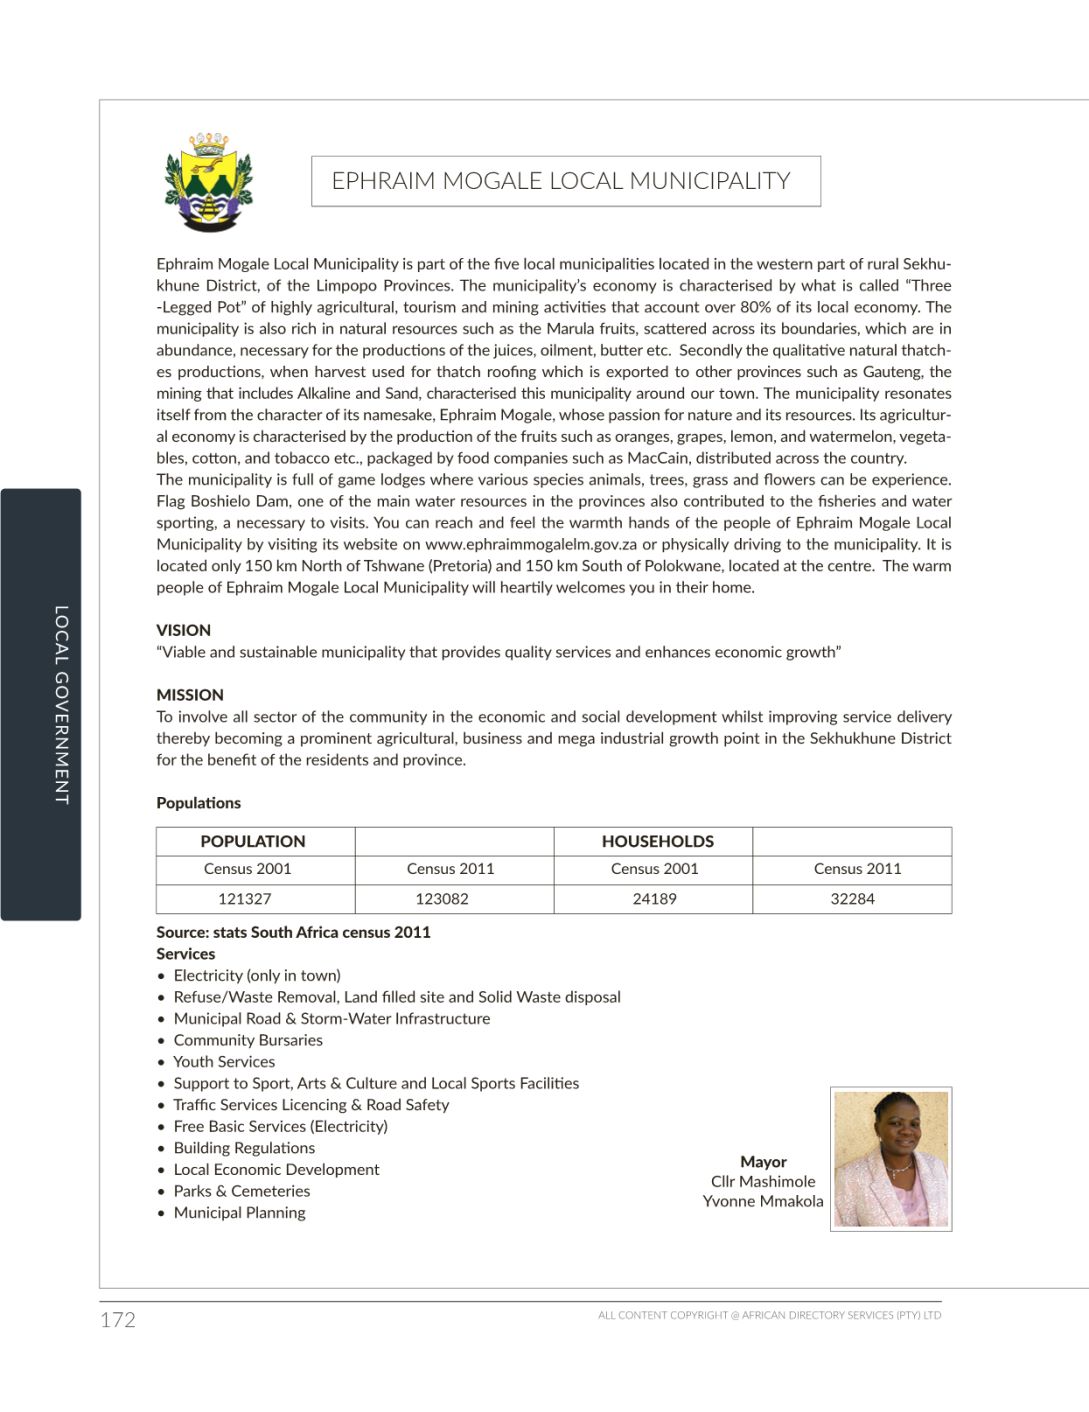 EPHRAIM MOGALE LOCAL MUNICIPALITY
Ephraim Mogale Local Municipality is part of the five local municipalities located in the western part of rural Sekhu-
khune District, of the Limpopo Provinces. The municipality’s economy is characterised by what is called “Three
-Legged Pot” of highly agricultural, tourism and mining activities that account over 80% of its local economy. The
municipality is also rich in natural resources such as the Marula fruits, scattered across its boundaries, which are in
abundance, necessary for the productions of the juices, oilment, butter etc.  Secondly the qualitative natural thatch-
es productions, when harvest used for thatch roofing which is exported to other provinces such as Gauteng, the
mining that includes Alkaline and Sand, characterised this municipality around our town. The municipality resonates
itself from the character of its namesake, Ephraim Mogale, whose passion for nature and its resources. Its agricultur-
al economy is characterised by the production of the fruits such as oranges, grapes, lemon, and watermelon, vegeta-
bles, cotton, and tobacco etc., packaged by food companies such as MacCain, distributed across the country.
The municipality is full of game lodges where various species animals, trees, grass and flowers can be experience.
Flag Boshielo Dam, one of the main water resources in the provinces also contributed to the fisheries and water
sporting, a necessary to visits. You can reach and feel the warmth hands of the people of Ephraim Mogale Local
Municipality by visiting its website on www.ephraimmogalelm.gov.za or physically driving to the municipality. It is
located only 150 km North of Tshwane (Pretoria) and 150 km South of Polokwane, located at the centre.  The warm
people of Ephraim Mogale Local Municipality will heartily welcomes you in their home.
VISION
“Viable and sustainable municipality that provides quality services and enhances economic growth”
MISSION
To involve all sector of the community in the economic and social development whilst improving service delivery
thereby becoming a prominent agricultural, business and mega industrial growth point in the Sekhukhune District
for the benefit of the residents and province.
Populations
POPULATION HOUSEHOLDS
Census 2001 Census 2011 Census 2001 Census 2011
121327 123082 24189 32284
Source: stats South Africa census 2011
Services
• Electricity (only in town)
• Refuse/Waste Removal, Land filled site and Solid Waste disposal
• Municipal Road & Storm-Water Infrastructure
• Community Bursaries
• Youth Services
• Support to Sport, Arts & Culture and Local Sports Facilities
• Traffic Services Licencing & Road Safety
• Free Basic Services (Electricity)
• Building Regulations
• Local Economic Development
• Parks & Cemeteries
• Municipal Planning
Mayor
Cllr Mashimole
Yvonne Mmakola
LOCAL GOVERNMENT
172
ALL CONTENT COPYRIGHT @ AFRICAN DIRECTORY SERVICES (PTY) LTD